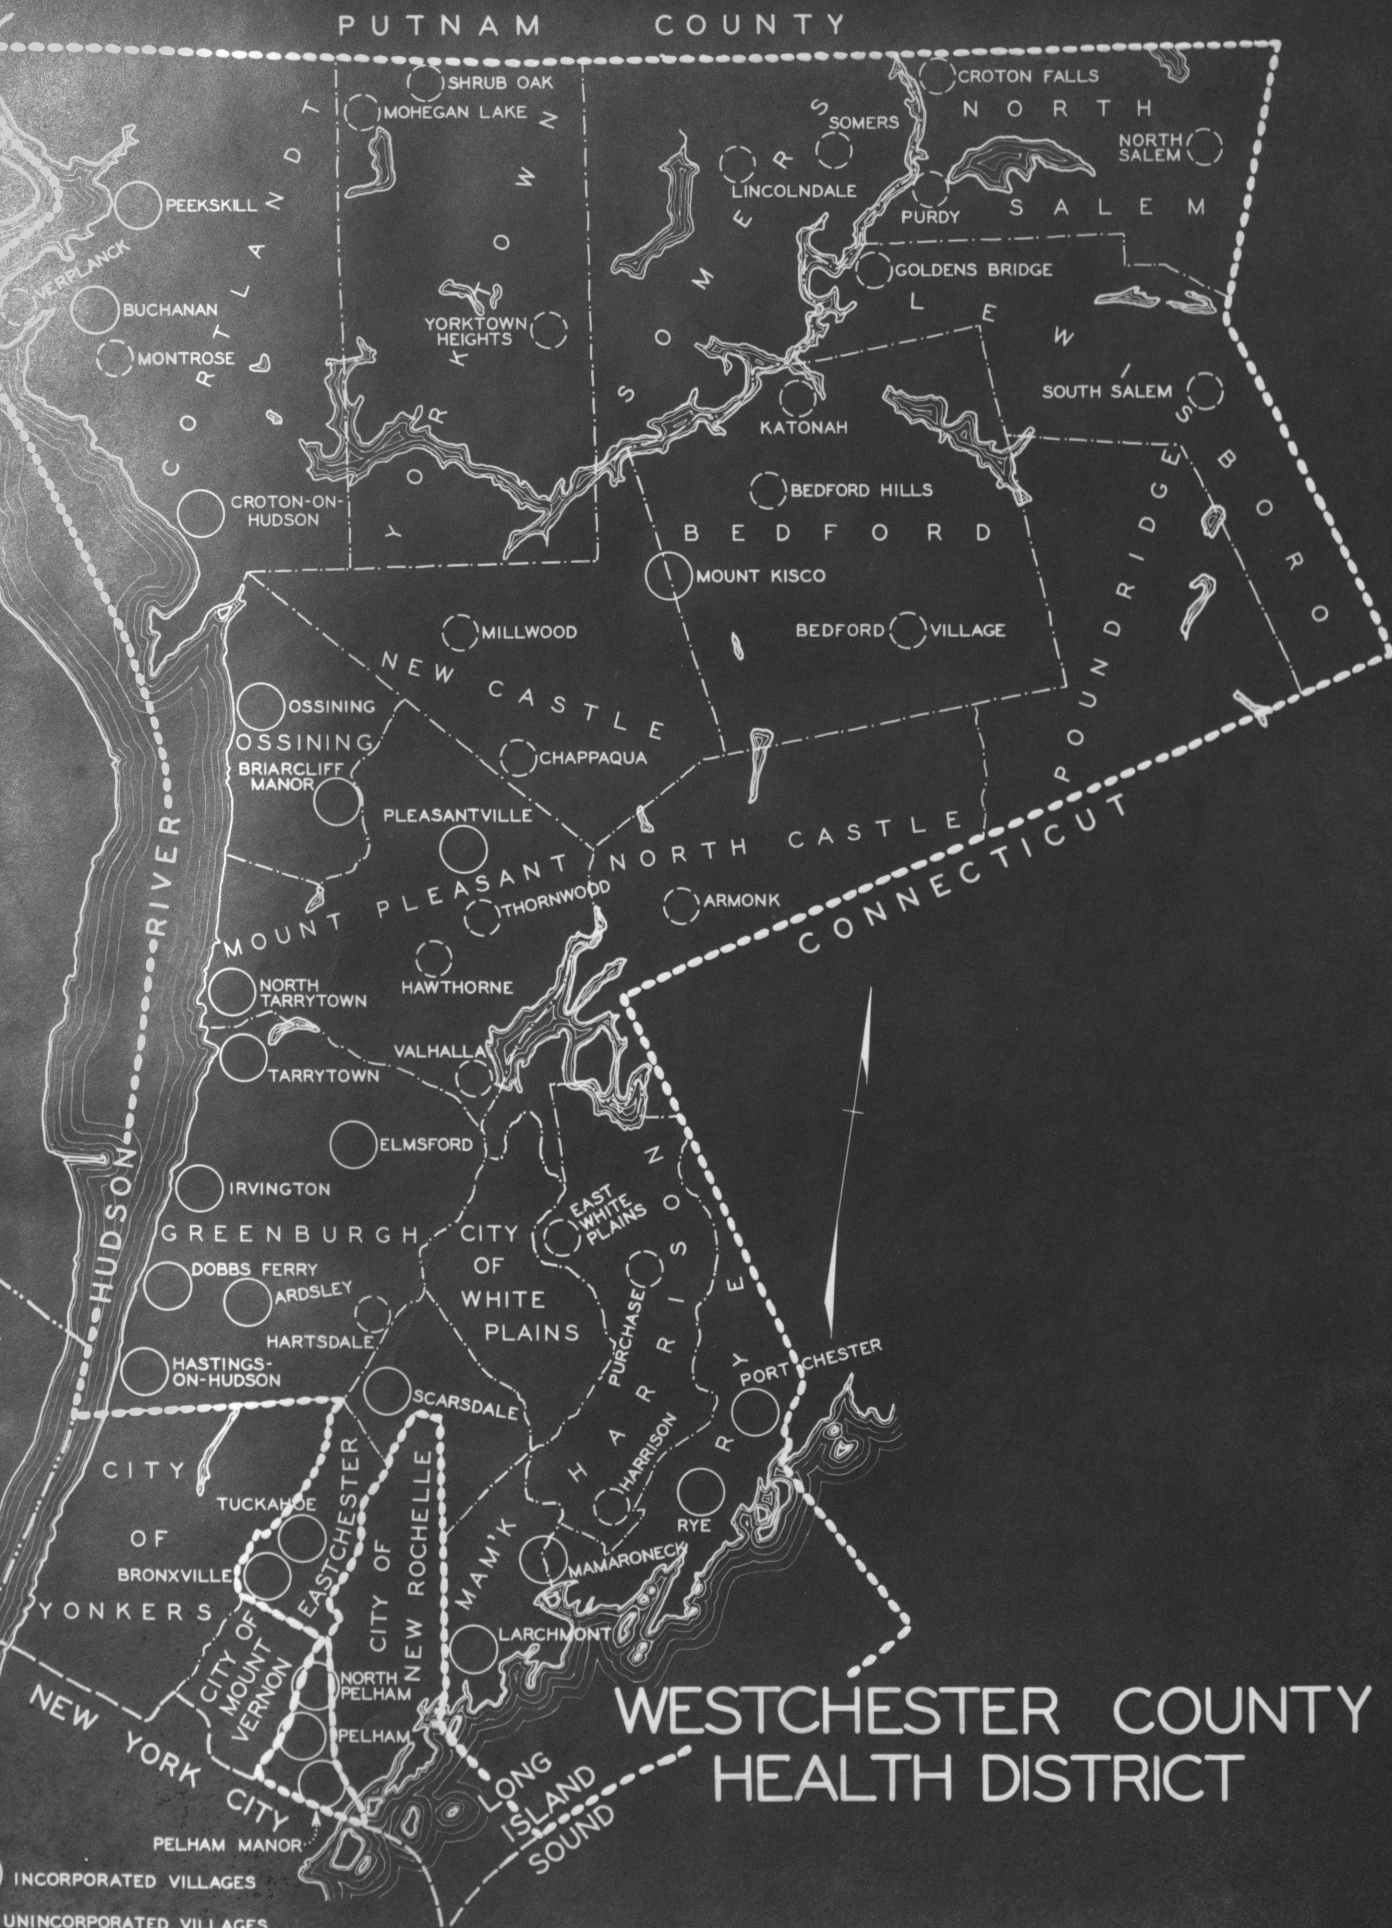 PUTNAM COUNTY
SHRUB OAK
MOHEGAN LAKE
CROTON FALLS
NORTH
SALEM
SOMERS
LINCOLNDALE
NORTH
SALEM
PURDY
PEEKSKILL
VERPLANCK
BUCHANAN
MONTROSE
CORTLANDT
YORKTOWN
YORKTOWN
HEIGHTS
SOMERS
GOLDENS BRIDGE
LEWISBORO
SOUTH SALEM
KATONAH
BEDFORD HILLS
BEDFORD
CROTON-ON-
HUDSON
MOUNT KISCO
MILLWOOD
BEDFORD VILLAGE
POUNDRIDGE
NEW CASTLE
OSSINING
OSSINING
CHAPPAQUA
BRIARCLIFF
MANOR
PLEASANTVILLE
MOUNT PLEASANT
NORTH CASTLE
THORNWOOD
ARMONK
CONNECTICUT
HAWTHORNE
NORTH
TARRYTOWN
VALHALLA
TARRYTOWN
ELMSFORD
IRVINGTON
HUDSON RIVER
GREENBURGH
CITY
OF
WHITE
PLAINS
EAST
WHITE
PLAINS
PURCHASE
HARRISON
RYE
DOBBS FERRY
ARDSLEY
HARTSDALE
HASTINGS-
ON-HUDSON
SCARSDALE
PORT CHESTER
HARRISON
RYE
CITY
OF
YONKERS
TUCKAHOE
BRONXVILLE
EASTCHESTER
CITY OF
NEW ROCHELLE
MAM'K
MAMARONECK
LARCHMONT
CITY OF
MOUNT
VERNON
NORTH
PELHAM
PELHAM
PELHAM MANOR
NEW YORK CITY
LONG
ISLAND
SOUND
WESTCHESTER COUNTY
HEALTH DISTRICT
INCORPORATED VILLAGES
UNINCORPORATED VILLAGES